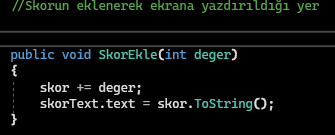 //Skorun eklenerek ekrana yazdırıldığı yer
public void SkorEkle(int deger)
{
skor += deger;
skorText.text = skor.ToString();
}